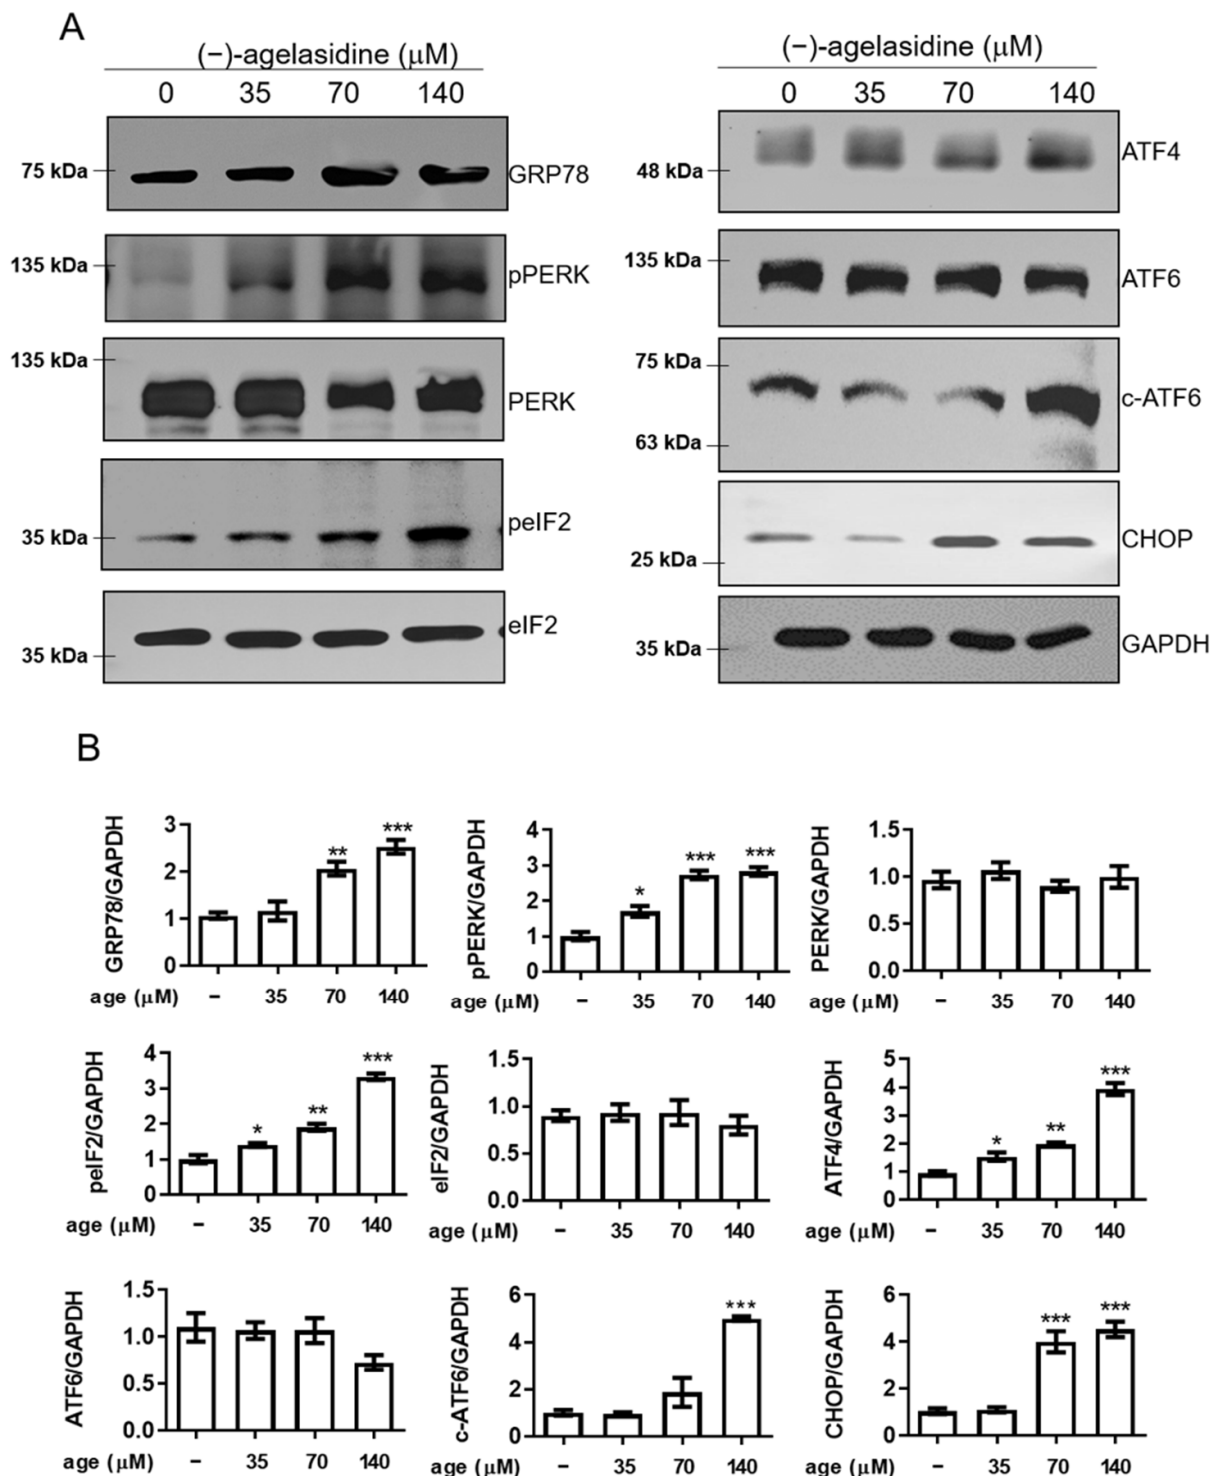 A
(−)-agelasidine (μM)
0 35 70 140
75 kDa GRP78
135 kDa pPERK
135 kDa PERK
35 kDa peIF2
35 kDa eIF2
(−)-agelasidine (μM)
0 35 70 140
48 kDa ATF4
135 kDa ATF6
75 kDa
c-ATF6
63 kDa
CHOP
25 kDa
35 kDa GAPDH
B
GRP78/GAPDH
3
2
1
0
** ***
age (μM) − 35 70 140
pPERK/GAPDH
4
3
2
1
0
* *** ***
age (μM) − 35 70 140
PERK/GAPDH
1.5
1.0
0.5
0.0
age (μM) − 35 70 140
peIF2/GAPDH
4
3
2
1
0
* ** ***
age (μM) − 35 70 140
eIF2/GAPDH
1.5
1.0
0.5
0.0
age (μM) − 35 70 140
ATF4/GAPDH
5
4
3
2
1
0
* ** ***
age (μM) − 35 70 140
ATF6/GAPDH
1.5
1.0
0.5
0.0
age (μM) − 35 70 140
c-ATF6/GAPDH
6
4
2
0
***
age (μM) − 35 70 140
CHOP/GAPDH
6
4
2
0
*** ***
age (μM) − 35 70 140